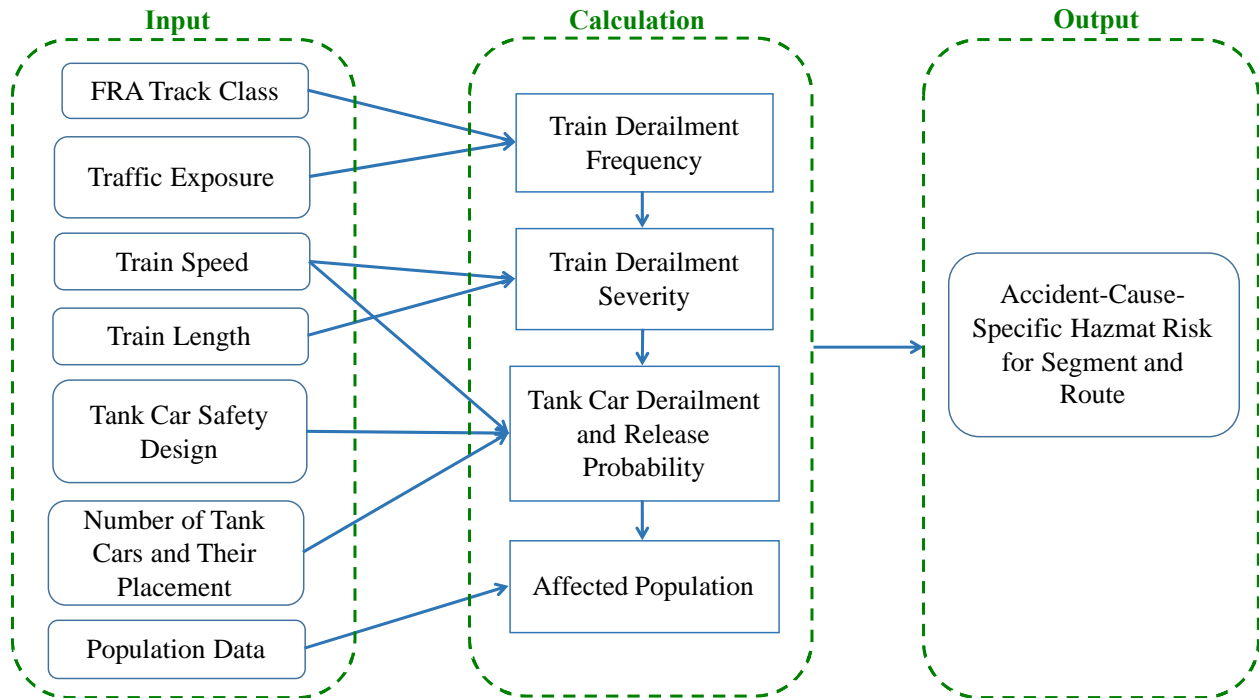 Input
FRA Track Class
Traffic Exposure
Train Speed
Train Length
Tank Car Safety
Design
Number of Tank
Cars and Their
Placement
Population Data
Calculation
Train Derailment
Frequency
Train Derailment
Severity
Tank Car Derailment
and Release
Probability
Affected Population
Output
Accident-Cause-
Specific Hazmat Risk
for Segment and
Route